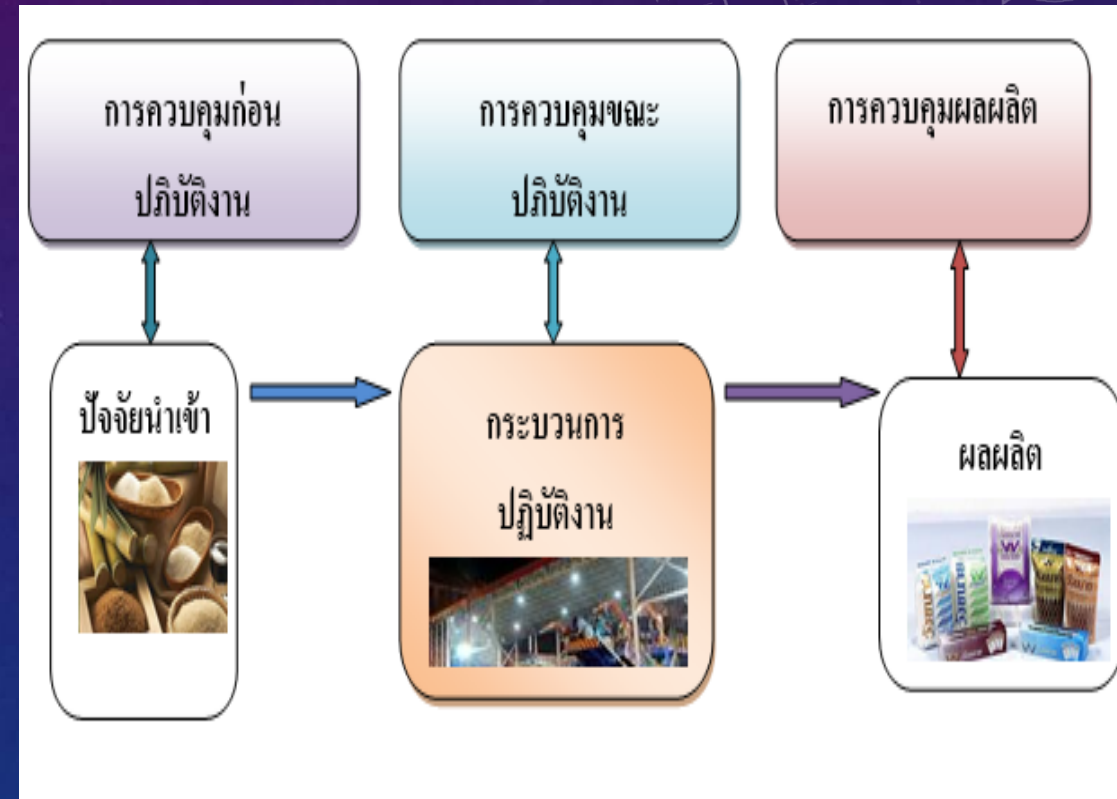 การควบคุมก่อน
ปภิบัติงาน
การควบคุมขณะ
ปภิบัติงาน
การควบคุมผลผลิต
ปัจจัยนำเข้า
กระบวนการ
ปฏิบัติงาน
ผลผลิต